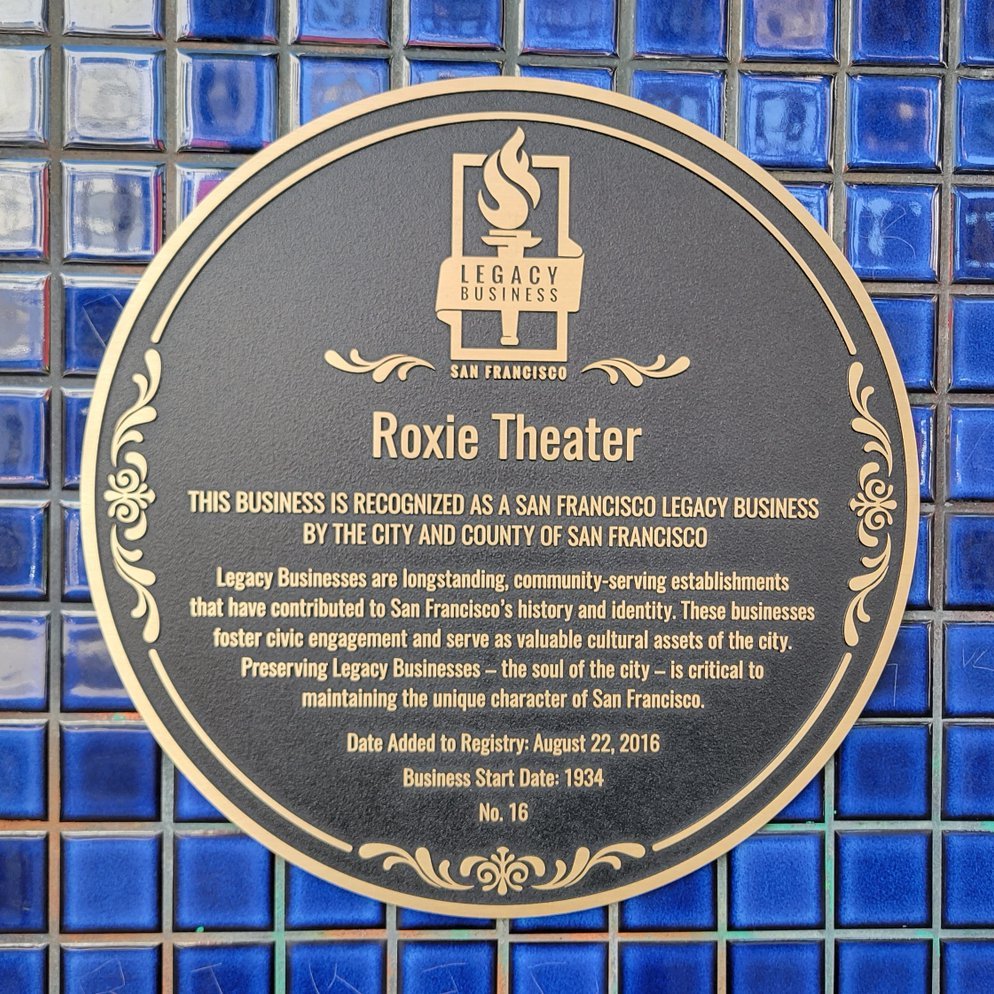 LEGACY
BUSINESS
SAN FRANCISCO
Roxie Theater
THIS BUSINESS IS RECOGNIZED AS A SAN FRANCISCO LEGACY BUSINESS
BY THE CITY AND COUNTY OF SAN FRANCISCO
Legacy Businesses are longstanding, community-serving establishments
that have contributed to San Francisco's history and identity. These businesses
foster civic engagement and serve as valuable cultural assets of the city.
Preserving Legacy Businesses – the soul of the city – is critical to
maintaining the unique character of San Francisco.
Date Added to Registry: August 22, 2016
Business Start Date: 1934
No. 16